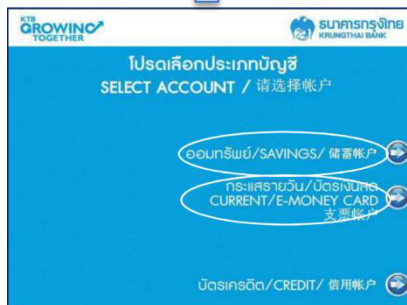 KTB
GROWING
TOGETHER
ธนาคารกรุงไทย
KRUNGTHAI BANK
โปรดเลือกประเภทบัญชี
SELECT ACCOUNT / 请选择帐户
ออมทรัพย์/SAVINGS/ 储蓄帐户
กระแสรายวัน/บัตรเงินสด
CURRENT/E-MONEY CARD
支票帐户
บัตรเครดิต/CREDIT/ 信用帐户